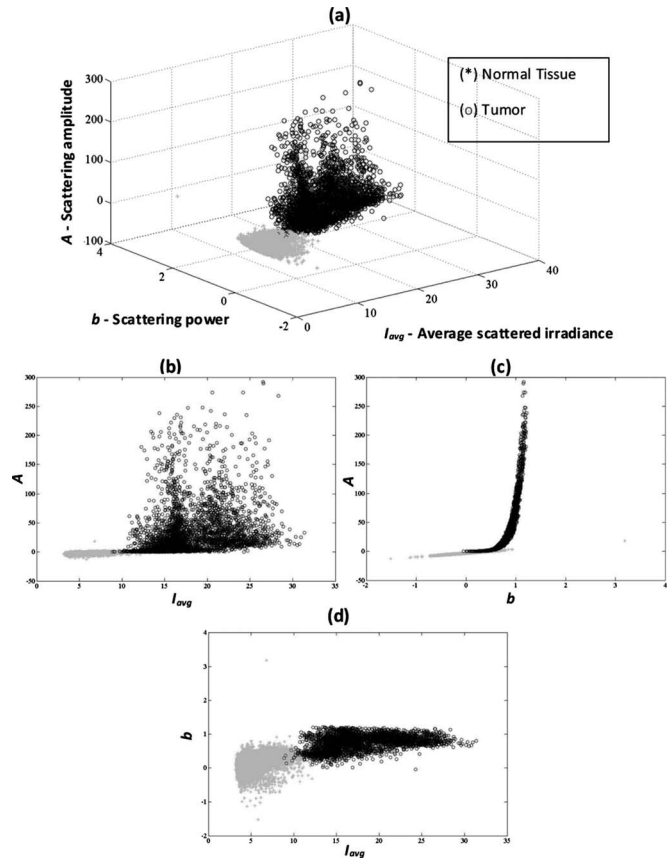 (a)
A - Scattering amplitude
300
200
100
0
-100
4
2
0
-2
b - Scattering power
0
10
20
30
40
I avg - Average scattered irradiance
(*) Normal Tissue
(o) Tumor
(b)
A
300
250
200
150
100
50
0
-50
0 5 10 15 20 25 30 35
I avg
(c)
A
300
250
200
150
100
50
0
-50
-2 -1 0 1 2 3 4
b
(d)
b
4
3
2
1
0
-1
-2
0 5 10 15 20 25 30 35
I avg